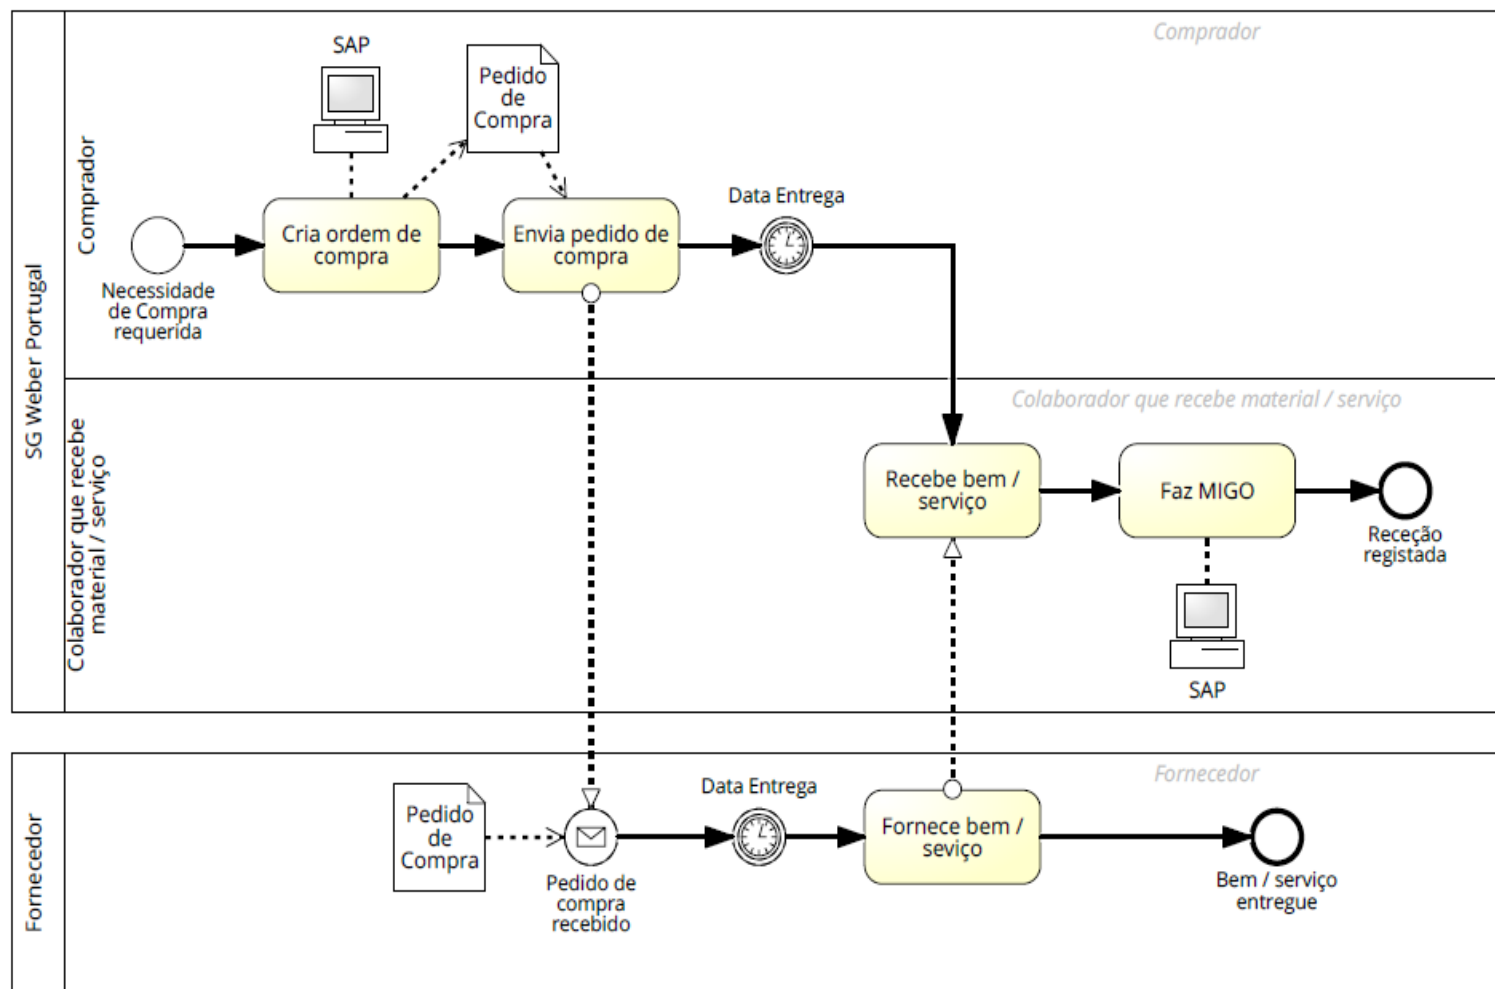 Comprador
SAP
Pedido
de
Compra
Comprador
Data Entrega
Cria ordem de
compra
Envia pedido de
compra
Necessidade
de Compra
requerida
SG Weber Portugal
Colaborador que recebe material / serviço
Colaborador que recebe
material / serviço
Recebe bem /
serviço
Faz MIGO
Receção
registada
SAP
Fornecedor
Data Entrega
Pedido
de
Compra
Fornece bem /
seviço
Fornecedor
Pedido de
compra
recebido
Bem / serviço
entregue